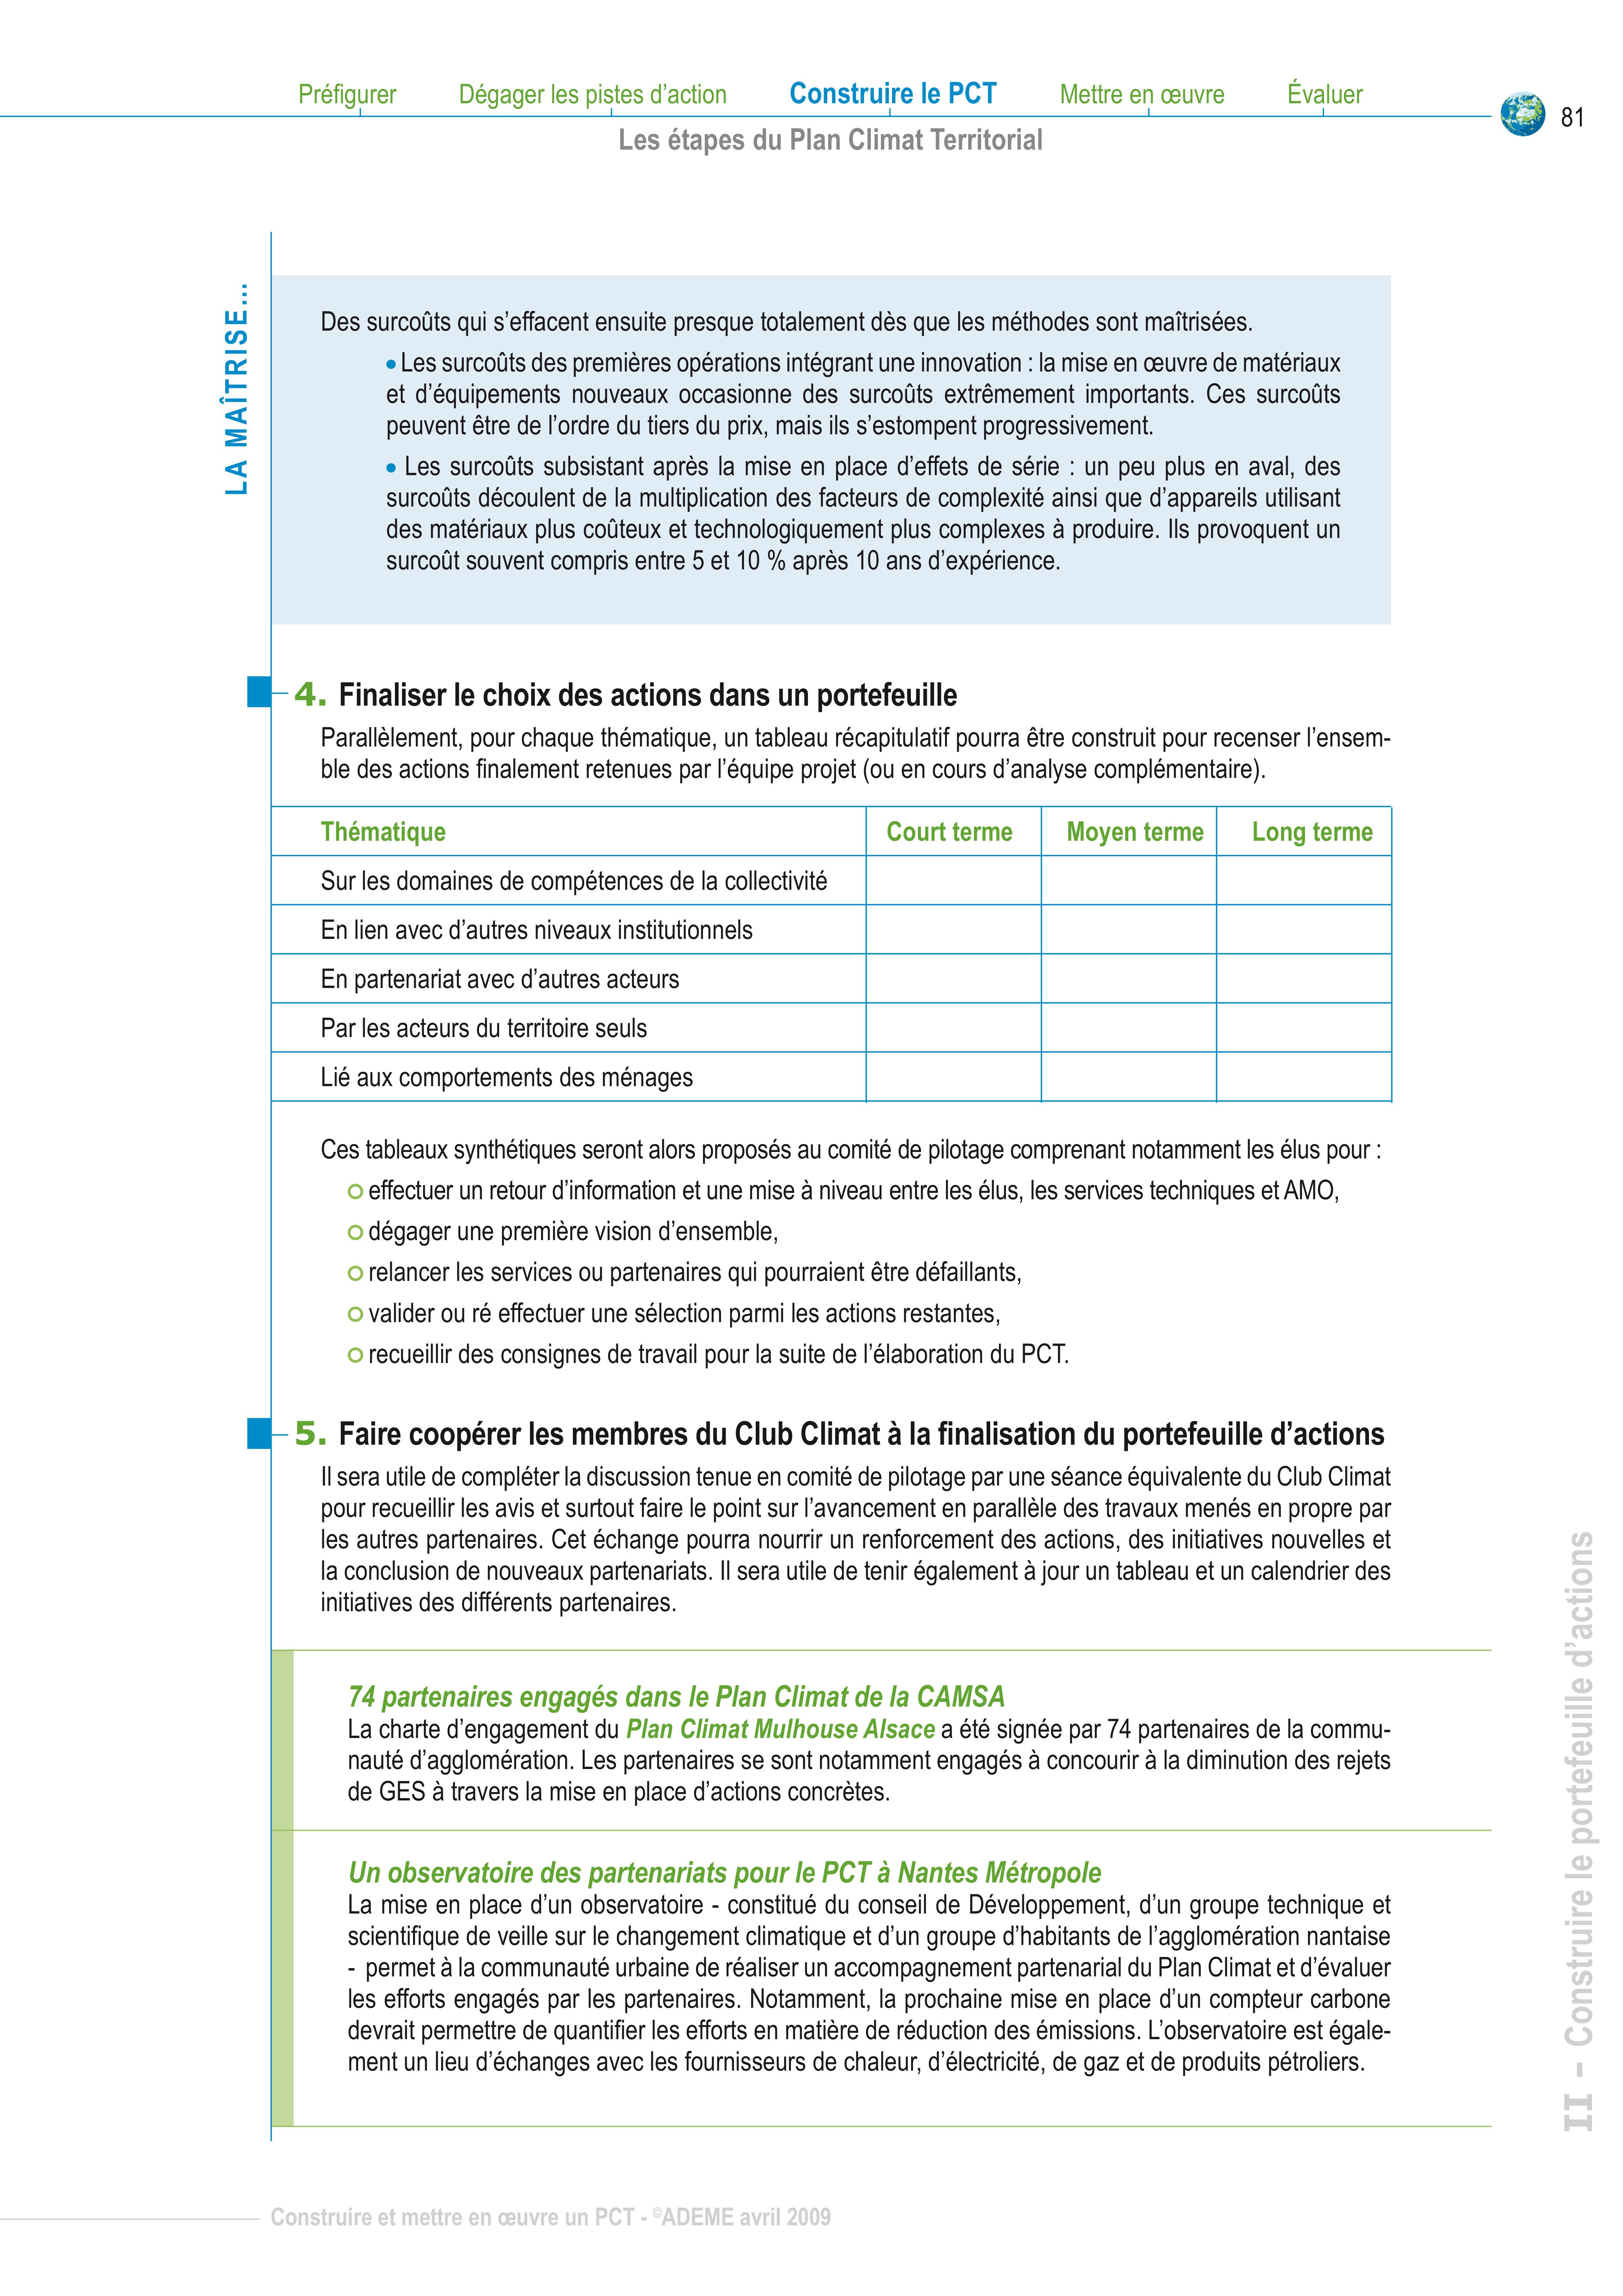 Préfigurer Dégager les pistes d’action Construire le PCT Mettre en œuvre Évaluer
81
Les étapes du Plan Climat Territorial
LA MAÎTRISE…
Des surcoûts qui s’effacent ensuite presque totalement dès que les méthodes sont maîtrisées.
• Les surcoûts des premières opérations intégrant une innovation : la mise en œuvre de matériaux
et d’équipements nouveaux occasionne des surcoûts extrêmement importants. Ces surcoûts
peuvent être de l’ordre du tiers du prix, mais ils s’estompent progressivement.
• Les surcoûts subsistant après la mise en place d’effets de série : un peu plus en aval, des
surcoûts découlent de la multiplication des facteurs de complexité ainsi que d’appareils utilisant
des matériaux plus coûteux et technologiquement plus complexes à produire. Ils provoquent un
surcoût souvent compris entre 5 et 10 % après 10 ans d’expérience.
4. Finaliser le choix des actions dans un portefeuille
Parallèlement, pour chaque thématique, un tableau récapitulatif pourra être construit pour recenser l’ensem-
ble des actions finalement retenues par l’équipe projet (ou en cours d’analyse complémentaire).
Thématique Court terme Moyen terme Long terme
Sur les domaines de compétences de la collectivité
En lien avec d’autres niveaux institutionnels
En partenariat avec d’autres acteurs
Par les acteurs du territoire seuls
Lié aux comportements des ménages
Ces tableaux synthétiques seront alors proposés au comité de pilotage comprenant notamment les élus pour :
effectuer un retour d’information et une mise à niveau entre les élus, les services techniques et AMO,
dégager une première vision d’ensemble,
relancer les services ou partenaires qui pourraient être défaillants,
valider ou ré effectuer une sélection parmi les actions restantes,
recueillir des consignes de travail pour la suite de l’élaboration du PCT.
5. Faire coopérer les membres du Club Climat à la finalisation du portefeuille d’actions
Il sera utile de compléter la discussion tenue en comité de pilotage par une séance équivalente du Club Climat
pour recueillir les avis et surtout faire le point sur l’avancement en parallèle des travaux menés en propre par
les autres partenaires. Cet échange pourra nourrir un renforcement des actions, des initiatives nouvelles et
la conclusion de nouveaux partenariats. Il sera utile de tenir également à jour un tableau et un calendrier des
initiatives des différents partenaires.
74 partenaires engagés dans le Plan Climat de la CAMSA
La charte d’engagement du Plan Climat Mulhouse Alsace a été signée par 74 partenaires de la commu-
nauté d’agglomération. Les partenaires se sont notamment engagés à concourir à la diminution des rejets
de GES à travers la mise en place d’actions concrètes.
Un observatoire des partenariats pour le PCT à Nantes Métropole
La mise en place d’un observatoire - constitué du conseil de Développement, d’un groupe technique et
scientifique de veille sur le changement climatique et d’un groupe d’habitants de l’agglomération nantaise
- permet à la communauté urbaine de réaliser un accompagnement partenarial du Plan Climat et d’évaluer
les efforts engagés par les partenaires. Notamment, la prochaine mise en place d’un compteur carbone
devrait permettre de quantifier les efforts en matière de réduction des émissions. L’observatoire est égale-
ment un lieu d’échanges avec les fournisseurs de chaleur, d’électricité, de gaz et de produits pétroliers.
II - Construire le portefeuille d’actions
Construire et mettre en œuvre un PCT - ©ADEME avril 2009